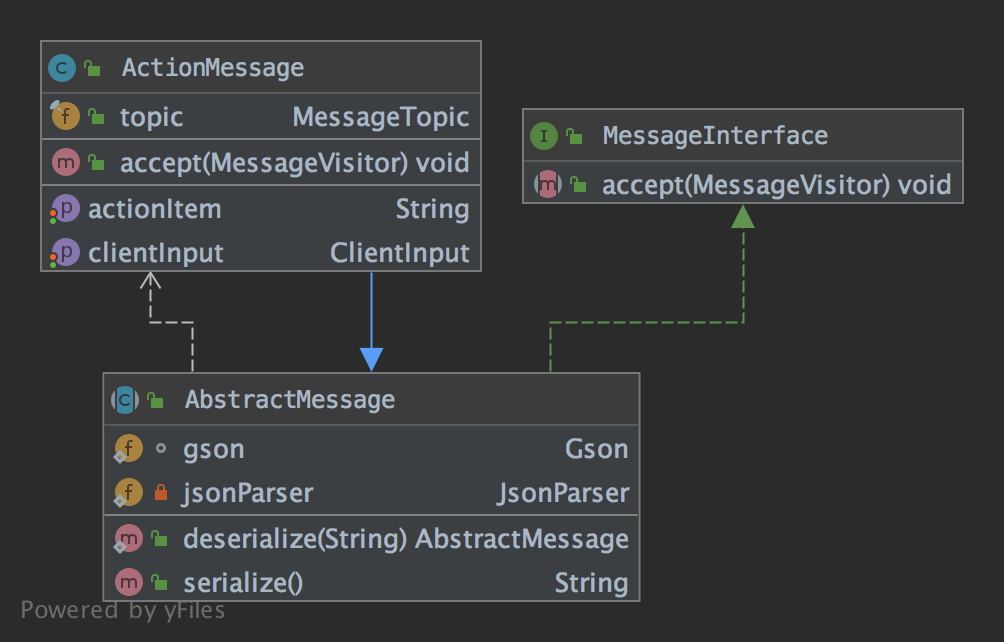 ActionMessage
topic MessageTopic
accept(MessageVisitor) void
actionItem String
clientInput ClientInput
MessageInterface
accept(MessageVisitor) void
AbstractMessage
gson Gson
jsonParser JsonParser
deserialize(String) AbstractMessage
serialize() String
Powered by yFiles